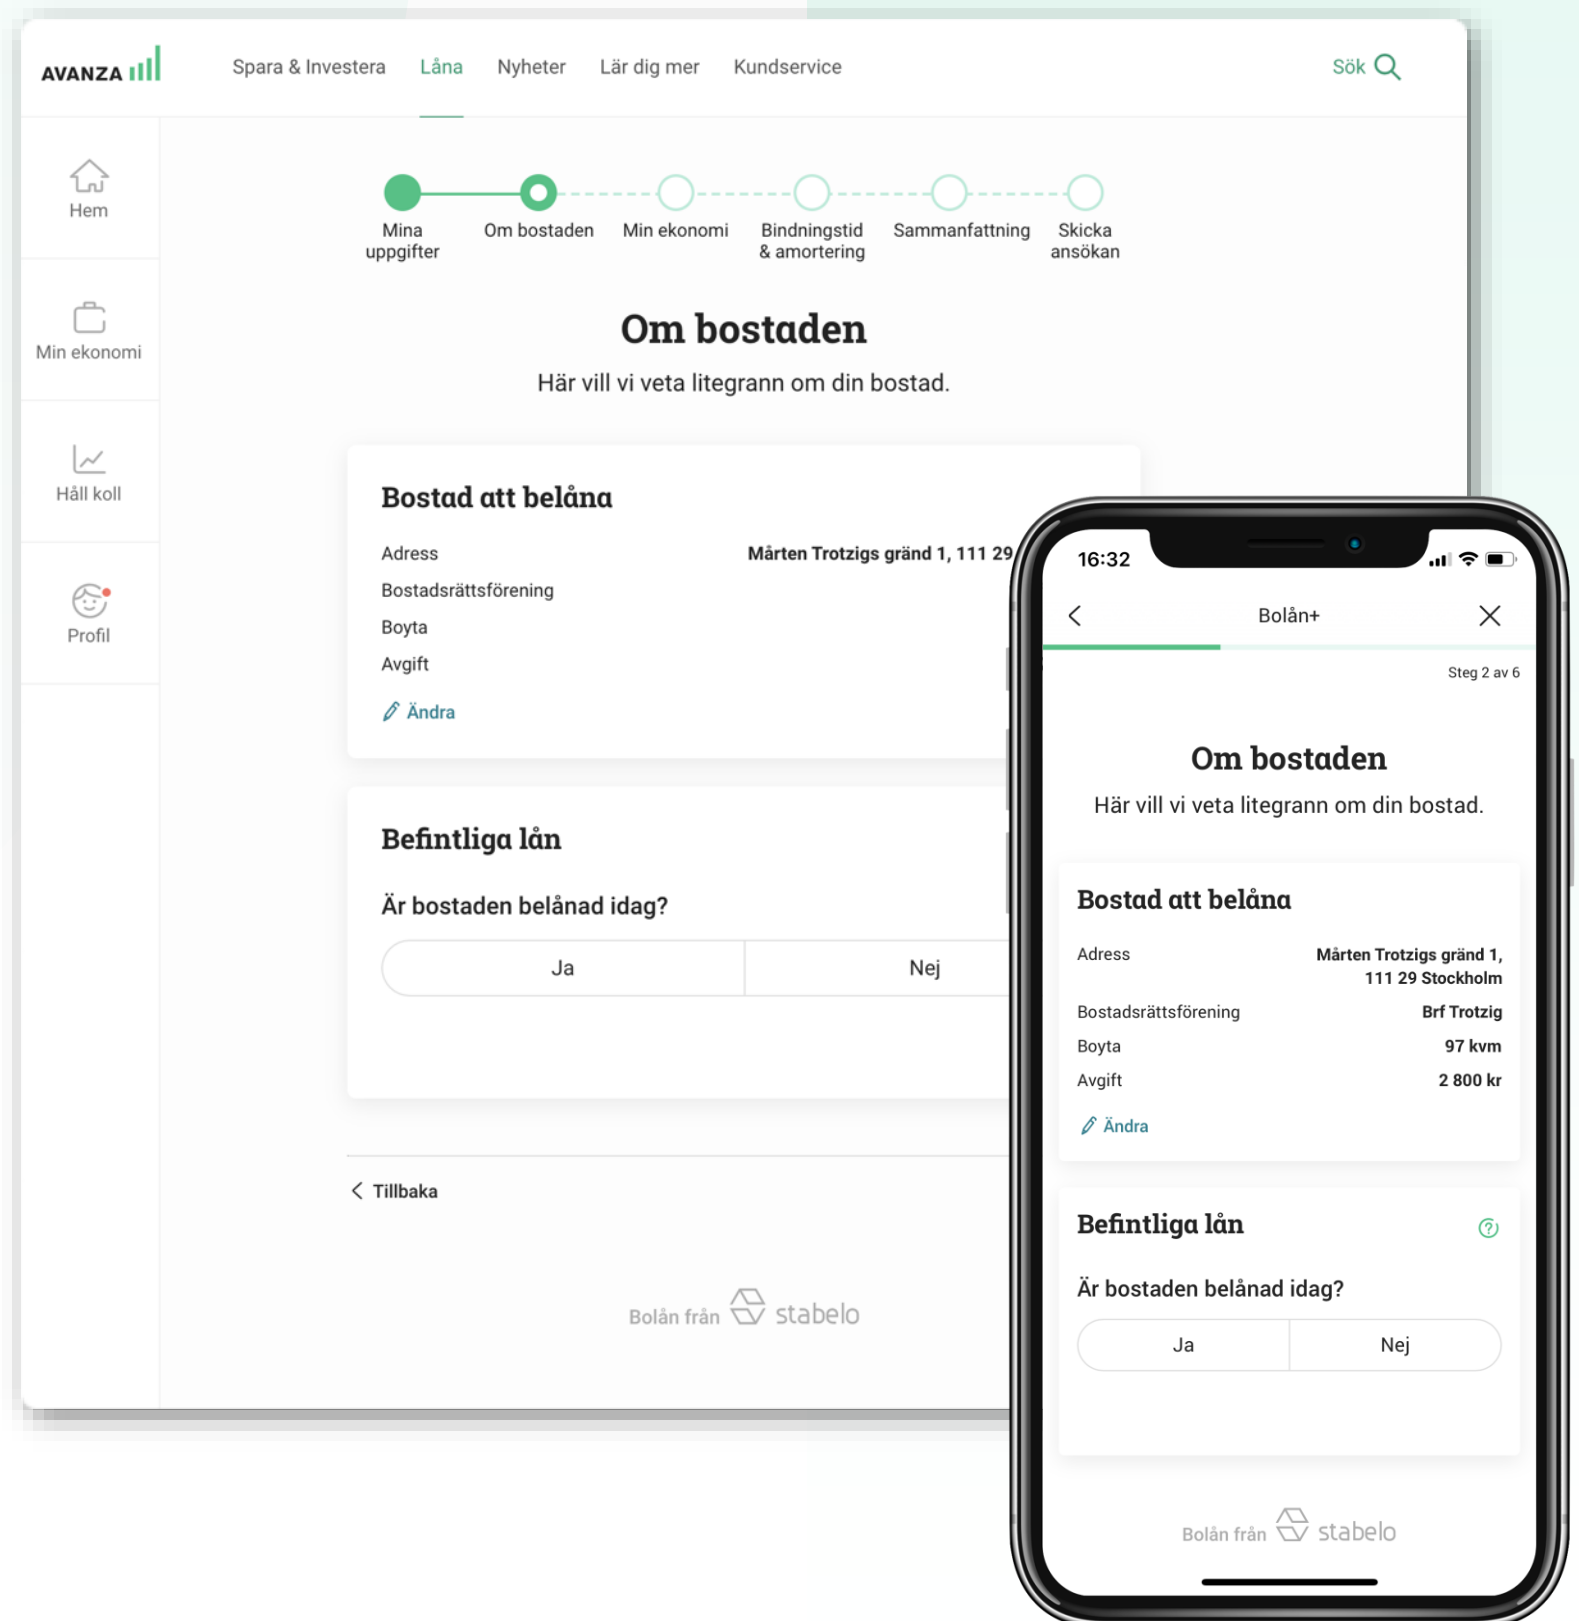 AVANZA
Spara & Investera
Låna
Nyheter
Lär dig mer
Kundservice
Sök
Hem
Min ekonomi
Håll koll
Profil
Mina
uppgifter
Om bostaden
Min ekonomi
Bindningstid
& amortering
Sammanfattning
Skicka
ansökan
Om bostaden
Här vill vi veta litegrann om din bostad.
Bostad att belåna
Adress
Mårten Trotzigs gränd 1, 111 29
Bostadsrättsförening
Boyta
Avgift
Ändra
Befintliga lån
Är bostaden belånad idag?
Ja
Nej
Tillbaka
Bolån från stabelo
16:32
Bolån+
Steg 2 av 6
Om bostaden
Här vill vi veta litegrann om din bostad.
Bostad att belåna
Adress
Mårten Trotzigs gränd 1,
111 29 Stockholm
Bostadsrättsförening
Brf Trotzig
Boyta
97 kvm
Avgift
2 800 kr
Ändra
Befintliga lån
?
Är bostaden belånad idag?
Ja
Nej
Bolån från stabelo